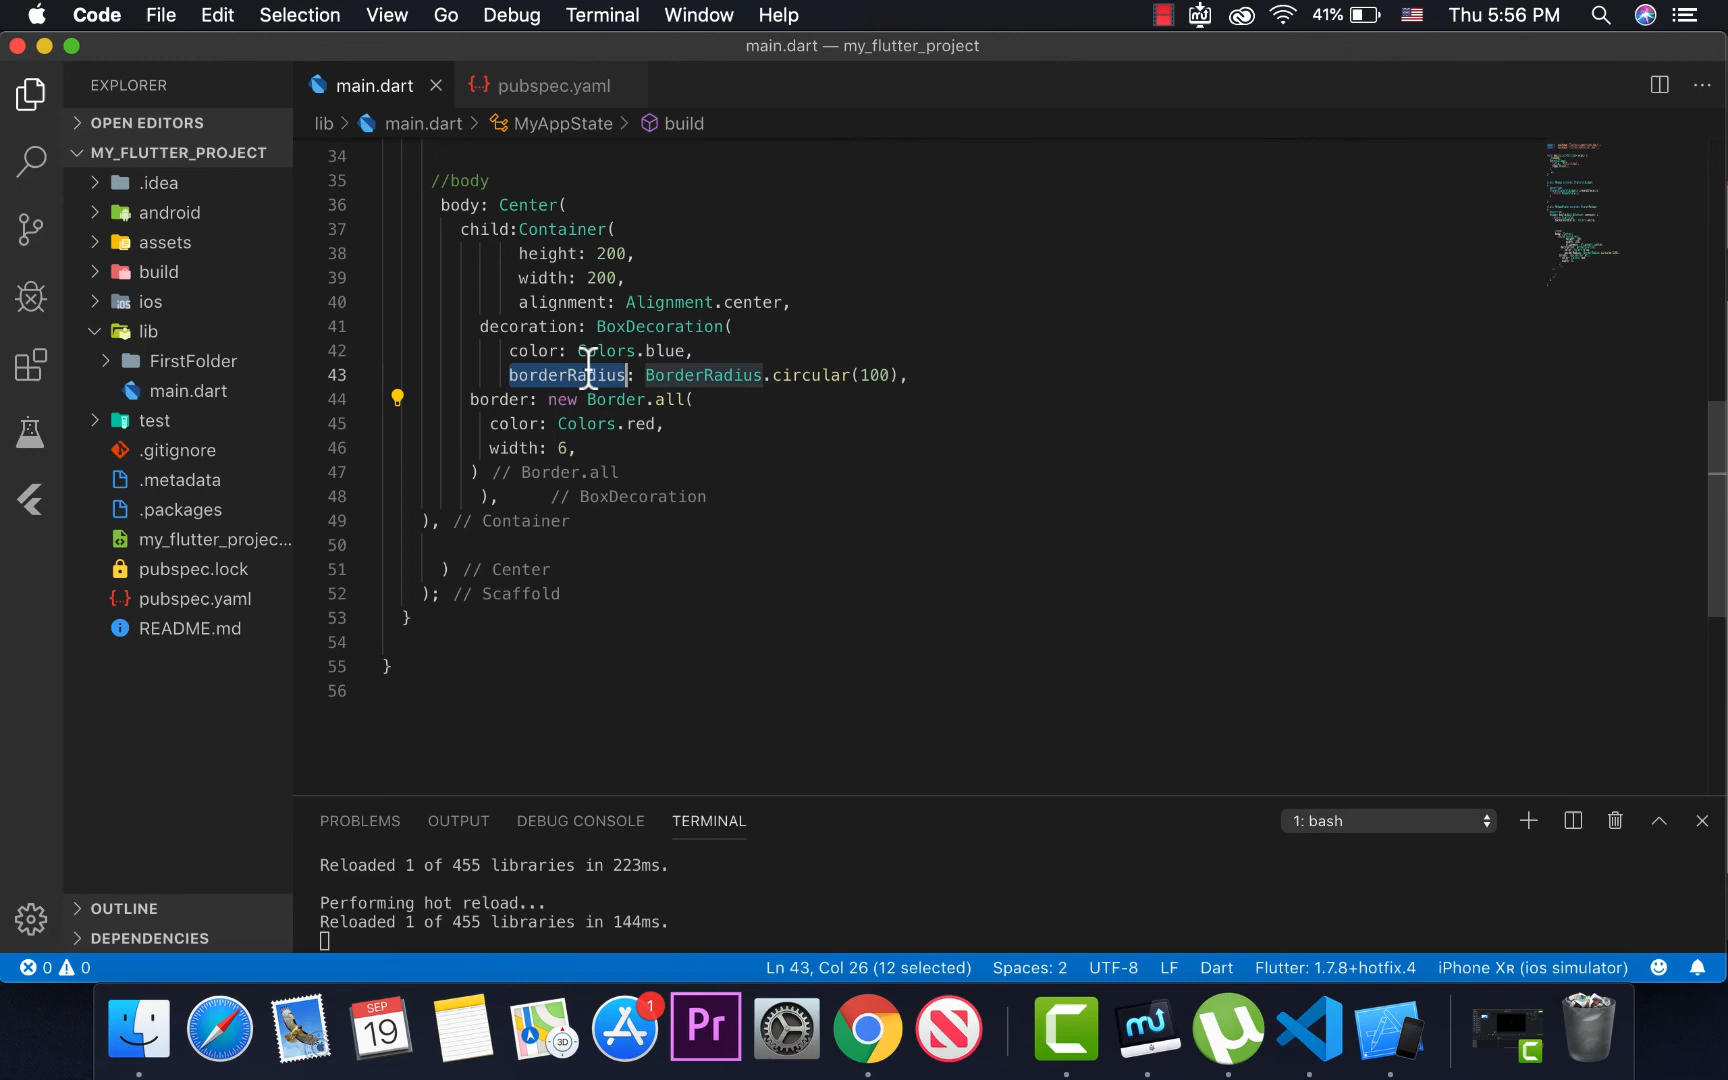 Code File Edit Selection View Go Debug Terminal Window Help 41% Thu 5:56 PM
main.dart — my_flutter_project
EXPLORER
main.dart
pubspec.yaml
OPEN EDITORS
lib > main.dart > MyAppState > build
MY_FLUTTER_PROJECT
.idea
android
assets
build
ios
lib
FirstFolder
main.dart
test
.gitignore
.metadata
.packages
my_flutter_projec...
pubspec.lock
pubspec.yaml
README.md
OUTLINE
DEPENDENCIES
34
35 //body
36 body: Center(
37 child:Container(
38 height: 200,
39 width: 200,
40 alignment: Alignment.center,
41 decoration: BoxDecoration(
42 color: Colors.blue,
43 borderRadius: BorderRadius.circular(100),
44 border: new Border.all(
45 color: Colors.red,
46 width: 6,
47 ) // Border.all
48 ), // BoxDecoration
49 ), // Container
50
51 ) // Center
52 ); // Scaffold
53 }
54
55 }
56
PROBLEMS OUTPUT DEBUG CONSOLE TERMINAL 1: bash
Reloaded 1 of 455 libraries in 223ms.
Performing hot reload...
Reloaded 1 of 455 libraries in 144ms.
0 0 Ln 43, Col 26 (12 selected) Spaces: 2 UTF-8 LF Dart Flutter: 1.7.8+hotfix.4 iPhone XR (ios simulator)
SEP
19
3D
1
Pr